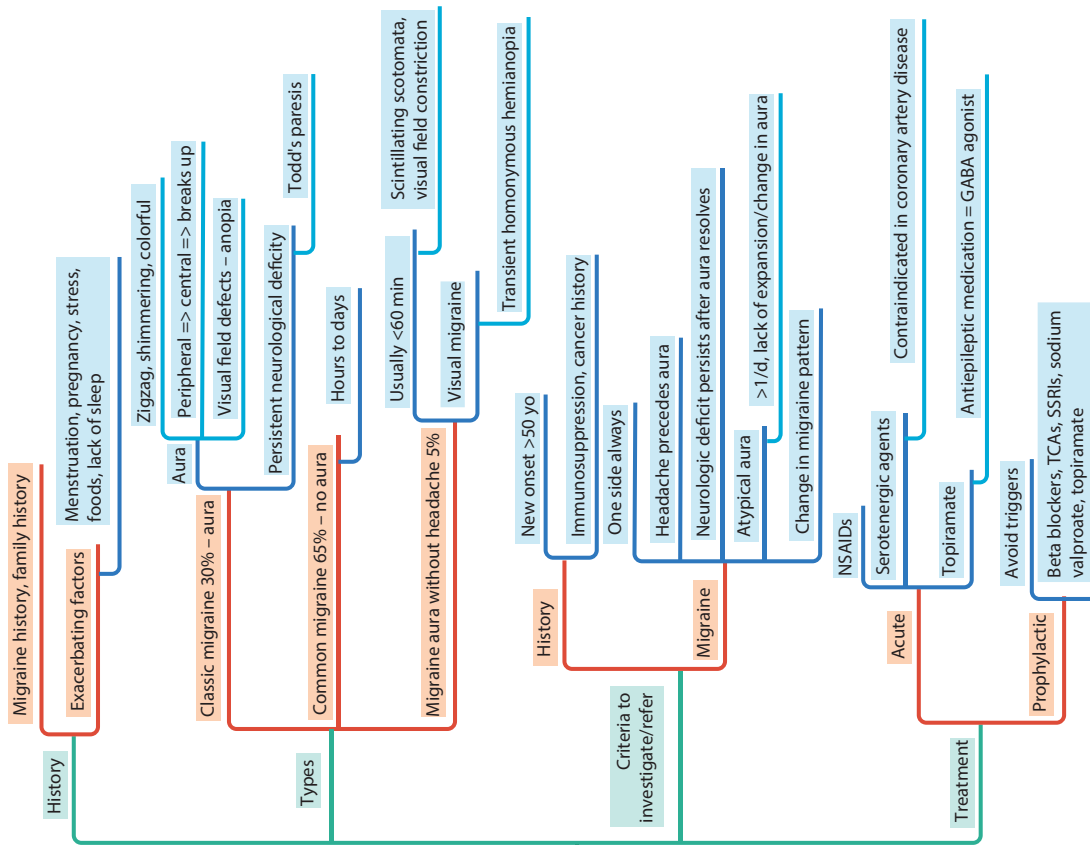 History
Migraine history, family history
Exacerbating factors
Menstruation, pregnancy, stress,
foods, lack of sleep
Types
Classic migraine 30% – aura
Aura
Zigzag, shimmering, colorful
Peripheral => central => breaks up
Visual field defects – anopia
Persistent neurological deficity
Todd's paresis
Common migraine 65% – no aura
Hours to days
Migraine aura without headache 5%
Usually <60 min
Scintillating scotomata,
visual field constriction
Visual migraine
Transient homonymous hemianopia
Criteria to
investigate/refer
History
New onset >50 yo
Immunosuppression, cancer history
Migraine
One side always
Headache precedes aura
Neurologic deficit persists after aura resolves
Atypical aura
>1/d, lack of expansion/change in aura
Change in migraine pattern
Treatment
Acute
NSAIDs
Serotenergic agents
Contraindicated in coronary artery disease
Topiramate
Antiepileptic medication = GABA agonist
Prophylactic
Avoid triggers
Beta blockers, TCAs, SSRIs, sodium
valproate, topiramate